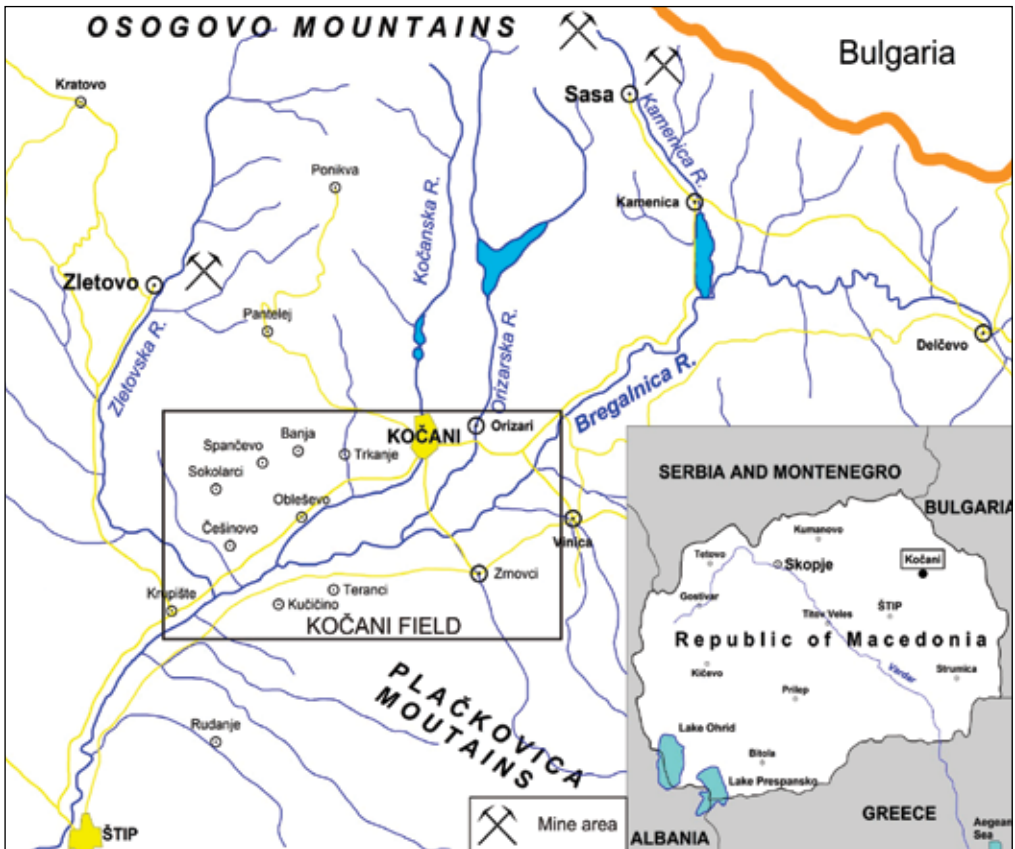 OSOGOVO MOUNTAINS
Bulgaria
Kratovo
Sasa
Kamenica R.
Ponikva
Kočanska R.
Kamenica
Zletovo
Pantelej
Zletovska R.
Orizarska R.
Delčevo
Bregalnica R.
KOČANI
Orizari
Banja
Spančevo
Trkanje
Sokolarci
Obleševo
Češinovo
Vinica
Zrnovci
Teranci
Krupište
Kučičino
KOČANI FIELD
PLAČKOVICA
MOUTAINS
Rudanje
ŠTIP
Mine area
SERBIA AND MONTENEGRO
BULGARIA
Kumanovo
Tetovo
Skopje
Kočani
Gostivar
Titov Veles
ŠTIP
Republic of Macedonia
Kičevo
Vardar
Strumica
Prilep
Lake Ohrid
Bitola
Lake Prespansko
GREECE
ALBANIA
Aegean
Sea